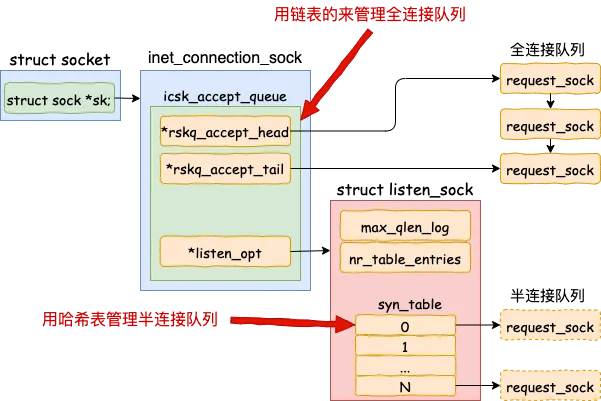 用链表的来管理全连接队列
struct socket
struct sock *sk;
inet_connection_sock
icsk_accept_queue
*rskq_accept_head
*rskq_accept_tail
*listen_opt
全连接队列
request_sock
request_sock
request_sock
struct listen_sock
max_qlen_log
nr_table_entries
syn_table
0
1
...
N
用哈希表管理半连接队列
半连接队列
request_sock
request_sock